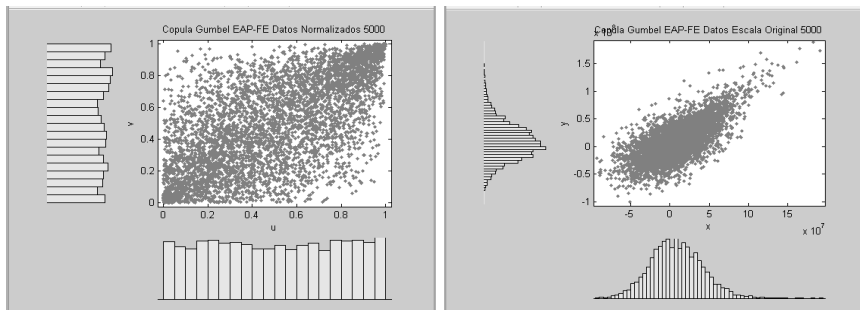 Copula Gumbel EAP-FE Datos Normalizados 5000
1
0.8
0.6
0.4
0.2
0
v
0
0.2
0.4
0.6
0.8
1
u
x 10⁸
Copula Gumbel EAP-FE Datos Escala Original 5000
1.5
1
0.5
0
-0.5
-1
y
-5
0
5
10
15
x
x 10⁷